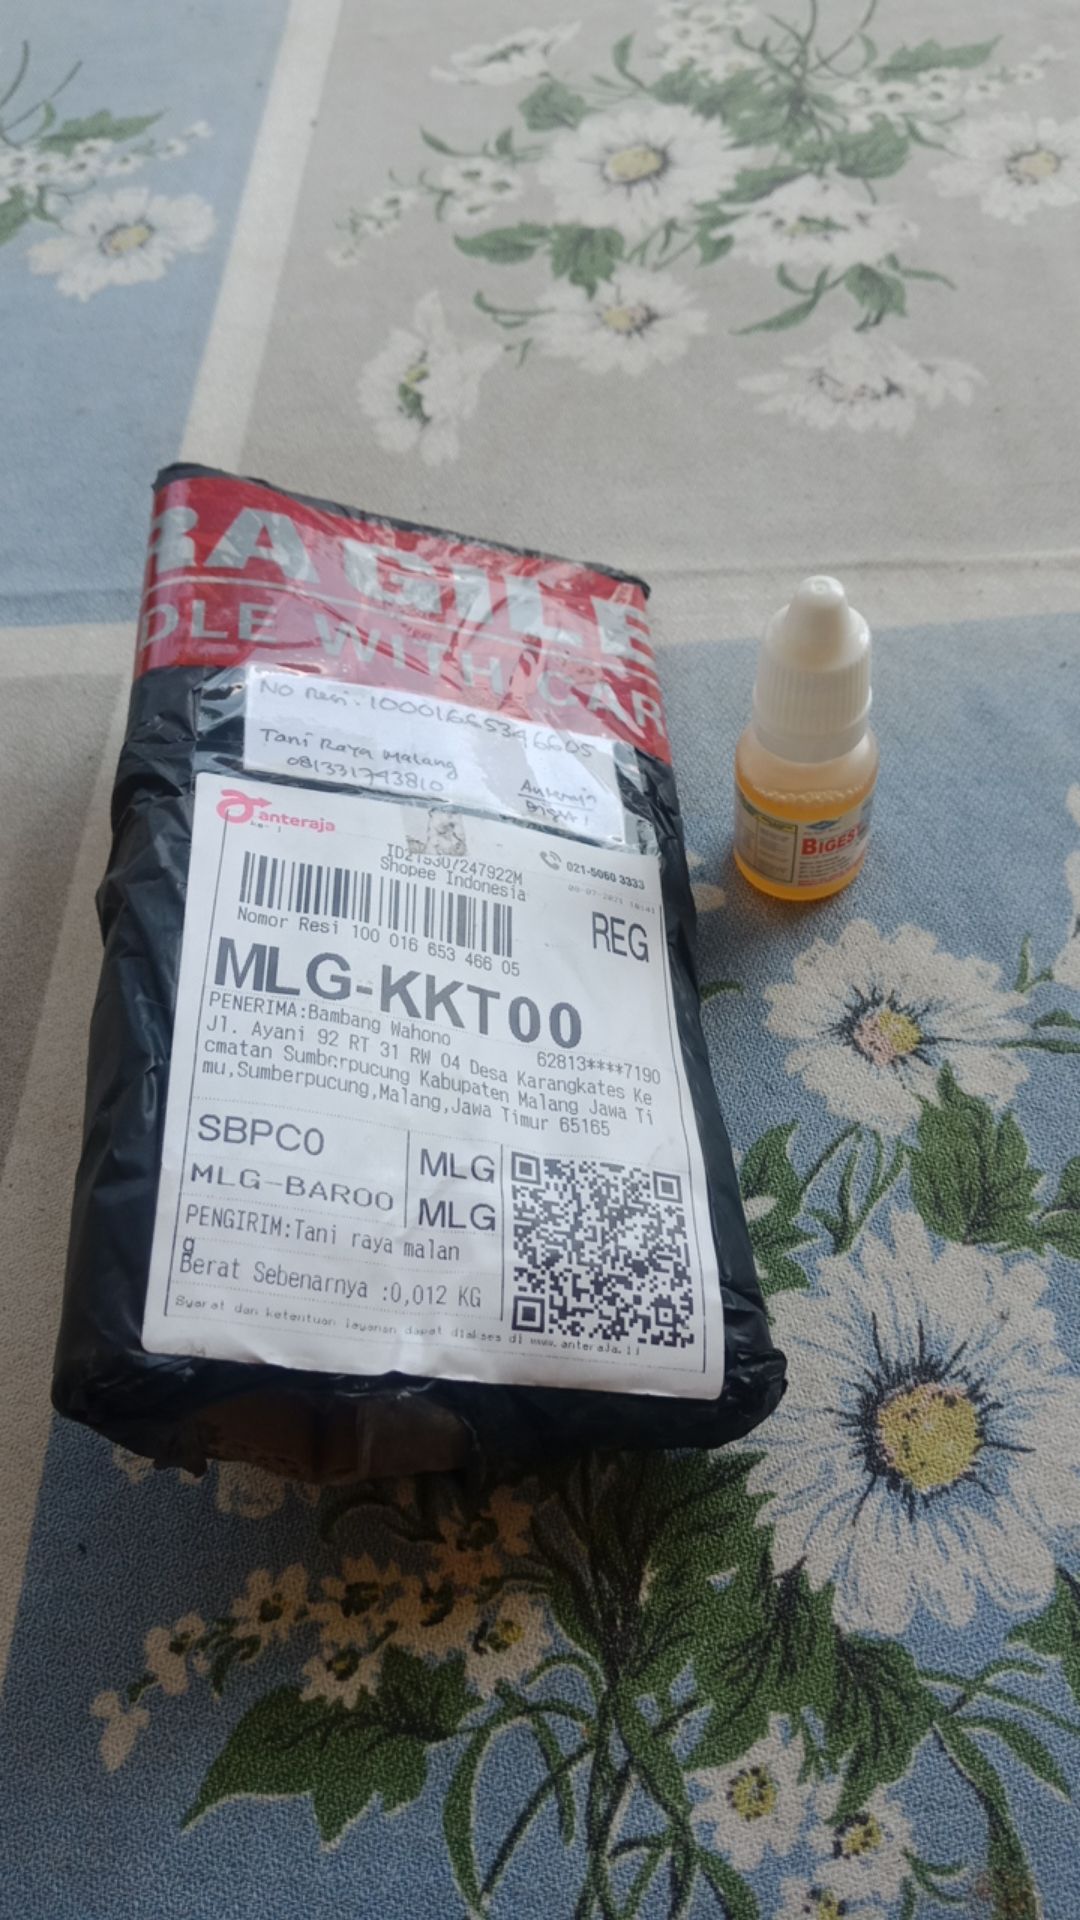 RAGILE
DLE WITH CAR
No Resi : 10001665346605
Tani Raya Malang
081331743810
Anteraja
anteraja
ID215307247922M
Shopee Indonesia
021-5060 3333
Nomor Resi 100 016 653 466 05
REG
MLG-KKT00
PENERIMA:Bambang Wahono
62813****7190
Jl. Ayani 92 RT 31 RW 04 Desa Karangkates Ke
cmatan Sumberpucung Kabupaten Malang Jawa Ti
mu,Sumberpucung,Malang,Jawa Timur 65165
SBPC0
MLG
MLG-BAR00
MLG
PENGIRIM:Tani raya malan
g
Berat Sebenarnya :0,012 KG
Syarat dan ketentuan layanan dapat diakses di www.anteraja.id
BIGEST